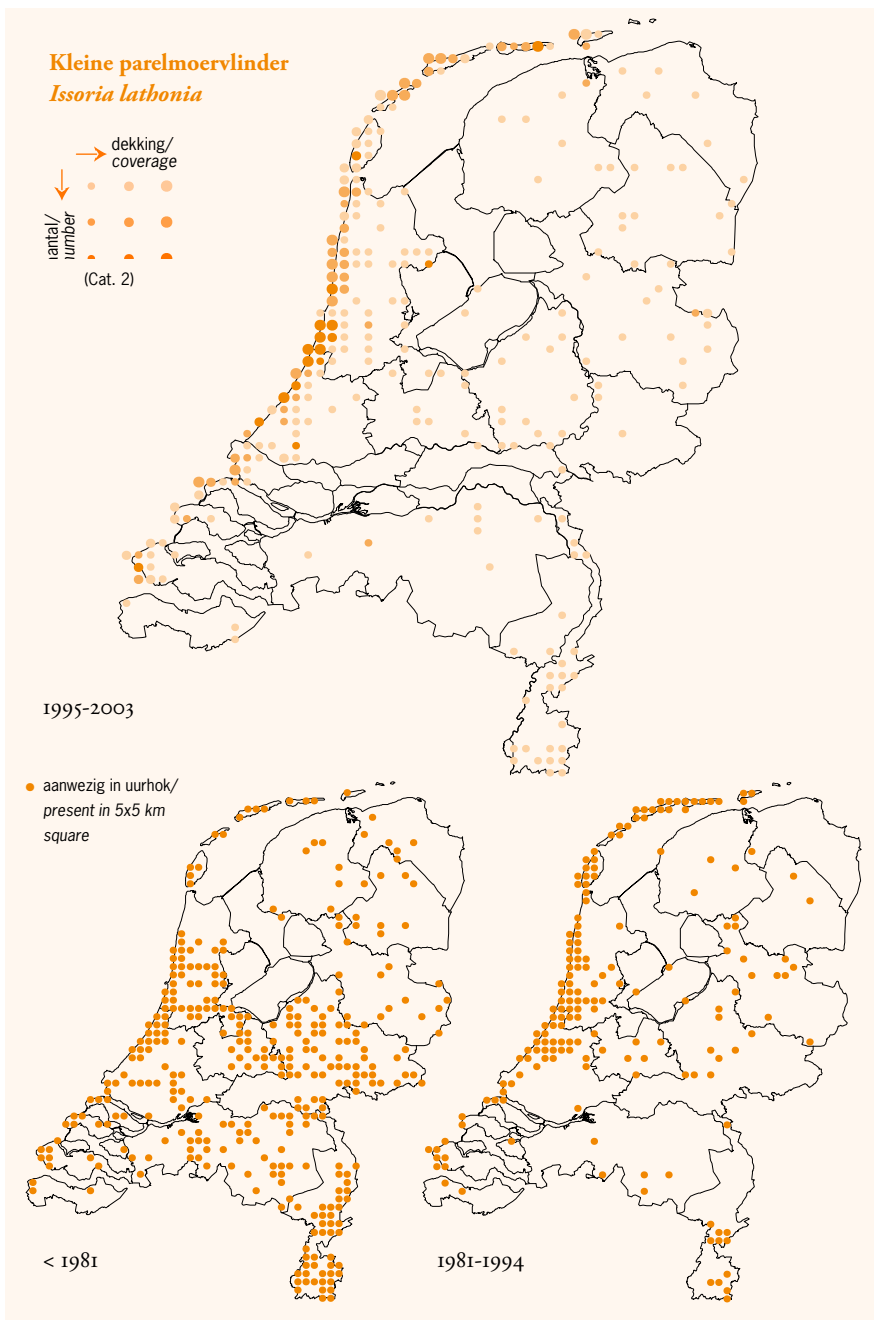 Kleine parelmoervlinder
Issoria lathonia
dekking/
coverage
(Cat. 2)
1995-2003
aanwezig in uurhok/
present in 5x5 km
square
< 1981
1981-1994